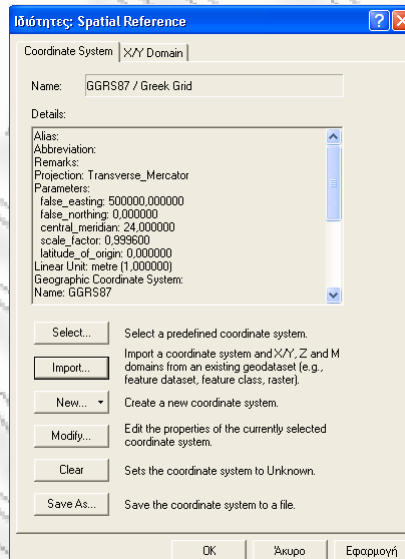 Ιδιότητες: Spatial Reference
Coordinate System X/Y Domain
Name: GGRS87 / Greek Grid
Details:
Alias:
Abbreviation:
Remarks:
Projection: Transverse_Mercator
Parameters:
false_easting: 500000,000000
false_northing: 0,000000
central_meridian: 24,000000
scale_factor: 0,999600
latitude_of_origin: 0,000000
Linear Unit: metre (1,000000)
Geographic Coordinate System:
Name: GGRS87
Select... Select a predefined coordinate system.
Import... Import a coordinate system and X/Y, Z and M
domains from an existing geodataset (e.g.,
feature dataset, feature class, raster).
New... Create a new coordinate system.
Modify... Edit the properties of the currently selected
coordinate system.
Clear Sets the coordinate system to Unknown.
Save As... Save the coordinate system to a file.
OK Άκυρο Εφαρμογή